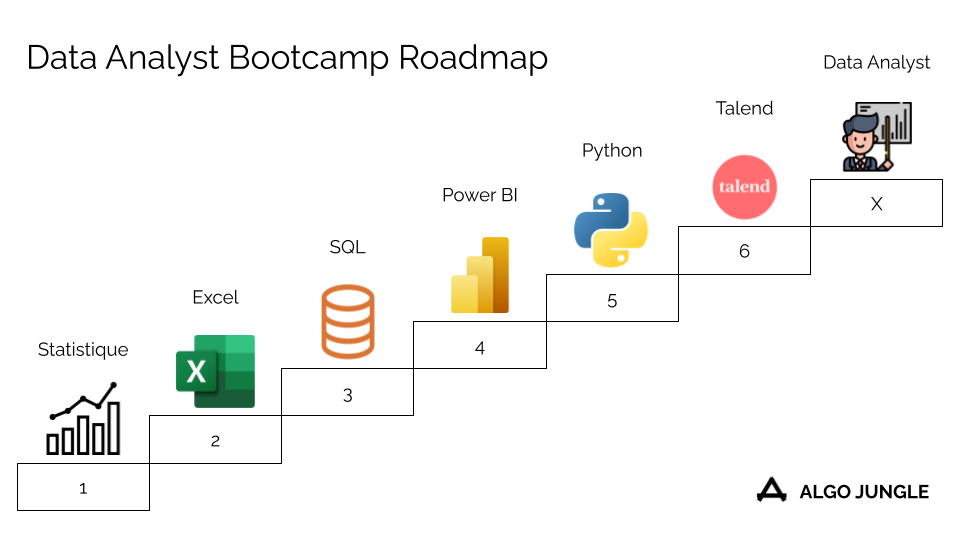 Data Analyst Bootcamp Roadmap
Data Analyst
Talend
talend
Python
Power BI
SQL
Excel
X
Statistique
X
6
5
4
3
2
1
ALGO JUNGLE